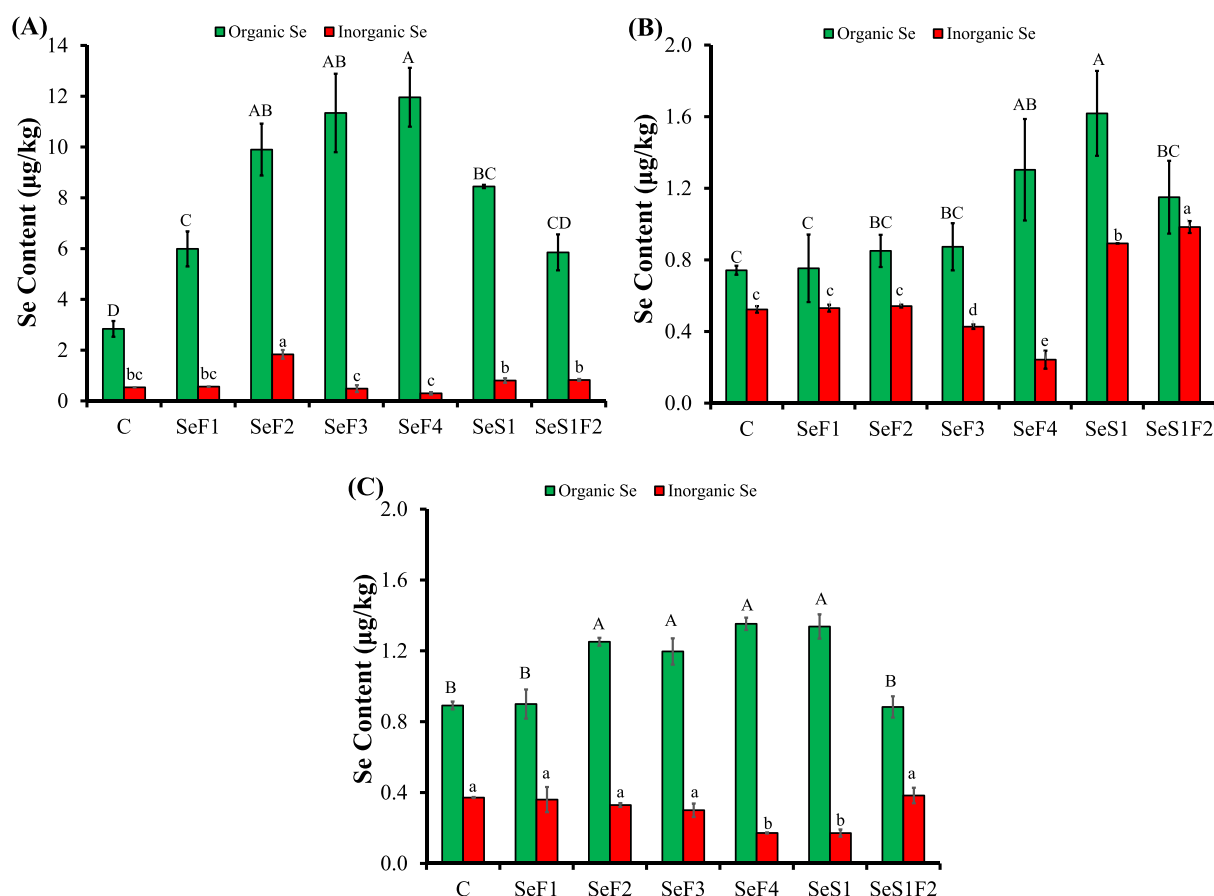 (A)
Organic Se Inorganic Se
Se Content (µg/kg)
14
12
10
8
6
4
2
0
D C AB AB A BC CD
bc bc a c c b b
C SeF1 SeF2 SeF3 SeF4 SeS1 SeS1F2
(B)
Organic Se Inorganic Se
Se Content (µg/kg)
2.0
1.6
1.2
0.8
0.4
0.0
C C BC BC AB A BC
c c c d e b a
C SeF1 SeF2 SeF3 SeF4 SeS1 SeS1F2
(C)
Organic Se Inorganic Se
Se Content (µg/kg)
2.0
1.6
1.2
0.8
0.4
0.0
B B A A A A B
a a a a b b a
C SeF1 SeF2 SeF3 SeF4 SeS1 SeS1F2